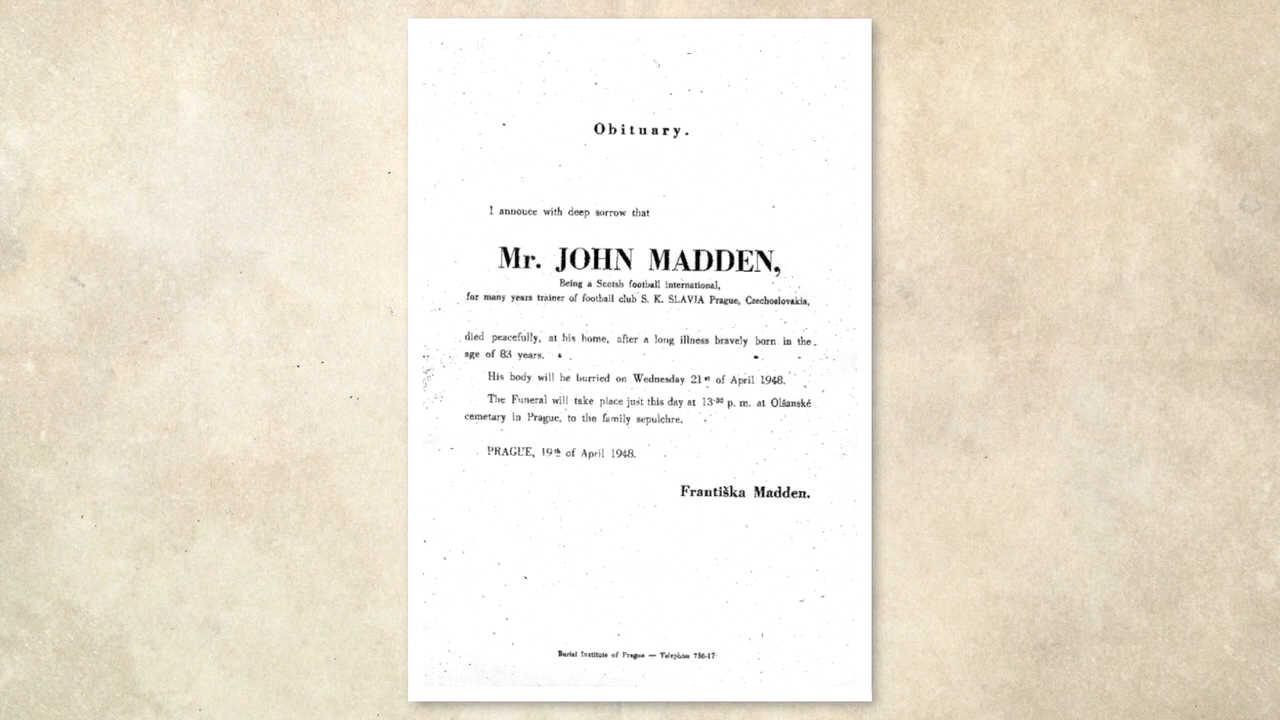 Obituary.
I annouce with deep sorrow that
Mr. JOHN MADDEN,
Being a Scotsh football international,
for many years trainer of football club S. K. SLAVIA Prague, Czechoslovakia,
died peacefully, at his home, after a long illness bravely born in the
age of 83 years.
His body will be burried on Wednesday 21st of April 1948.
The Funeral will take place just this day at 13·30 p. m. at Olšanské
cemetary in Prague, to the family sepulchre.
PRAGUE, 19th of April 1948.
Františka Madden.
Burial Institute of Prague — Telephon 736-17